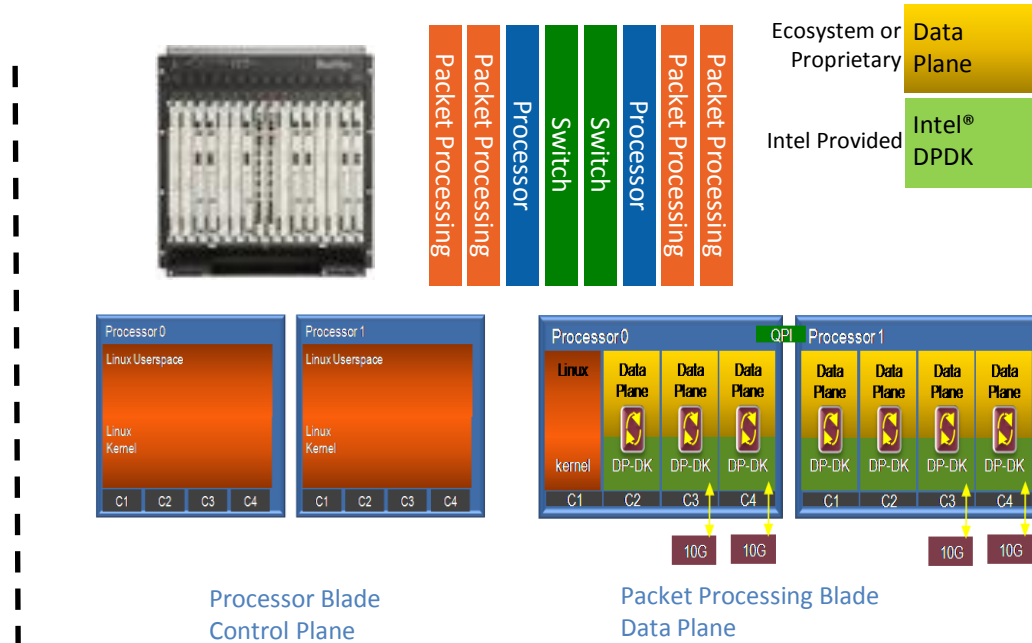 Packet Processing
Packet Processing
Processor
Switch
Switch
Processor
Packet Processing
Packet Processing
Ecosystem or
Proprietary
Data
Plane
Intel Provided
Intel®
DPDK
Processor 0
Linux Userspace
Linux
Kernel
C1 C2 C3 C4
Processor 1
Linux Userspace
Linux
Kernel
C1 C2 C3 C4
Processor 0
QPI
Processor 1
Linux
kernel
C1
Data
Plane
DP-DK
C2
Data
Plane
DP-DK
C3
Data
Plane
DP-DK
C4
10G
10G
Data
Plane
DP-DK
C1
Data
Plane
DP-DK
C2
Data
Plane
DP-DK
C3
Data
Plane
DP-DK
C4
10G
10G
Processor Blade
Control Plane
Packet Processing Blade
Data Plane